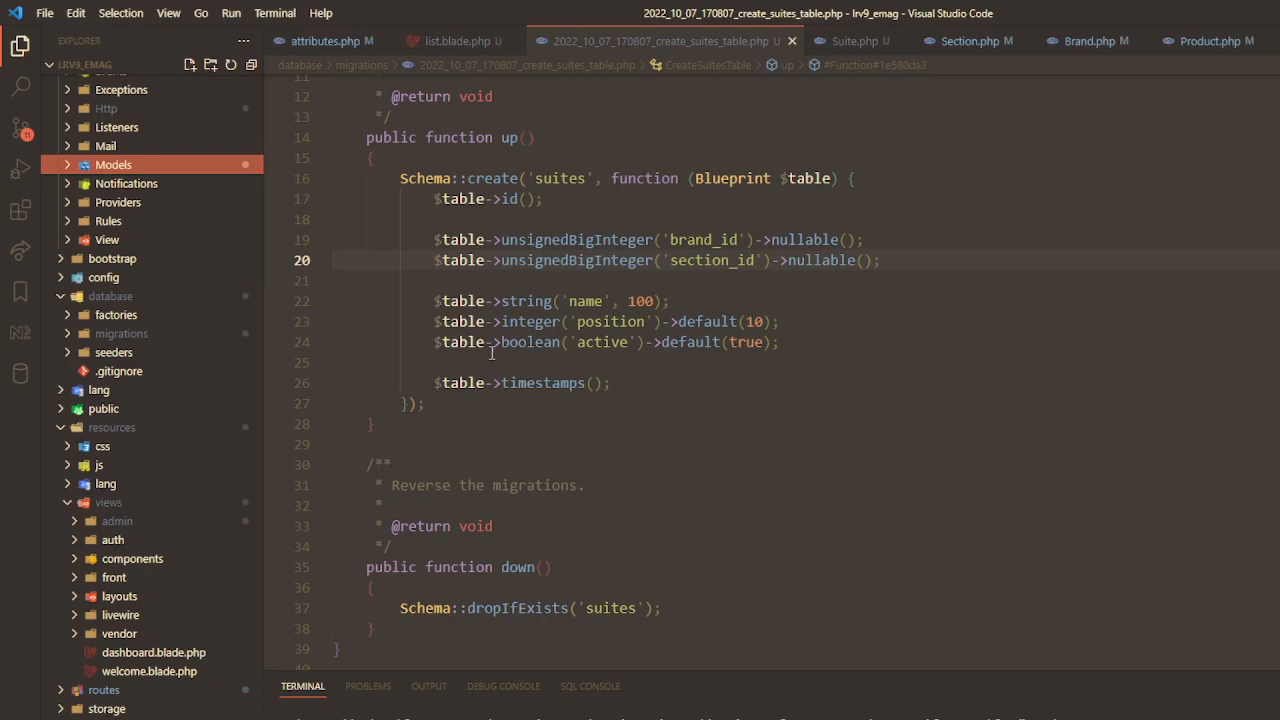 File Edit Selection View Go Run Terminal Help 2022_10_07_170807_create_suites_table.php - lrv9_emag - Visual Studio Code
EXPLORER
attributes.php M list.blade.php U 2022_10_07_170807_create_suites_table.php U Suite.php U Section.php M Brand.php M Product.php M
LRV9_EMAG
database migrations 2022_10_07_170807_create_suites_table.php CreateSuitesTable up #Function#1e580da3
Events
Exceptions
Http
Listeners
Mail
Models
Notifications
Providers
Rules
View
bootstrap
config
database
factories
migrations
seeders
.gitignore
lang
public
resources
css
js
lang
views
admin
auth
components
front
layouts
livewire
vendor
dashboard.blade.php
welcome.blade.php
routes
storage
11
11
12 * @return void
13 */
14 public function up()
15 {
16 Schema::create('suites', function (Blueprint $table) {
17 $table->id();
18
19 $table->unsignedBigInteger('brand_id')->nullable();
20 $table->unsignedBigInteger('section_id')->nullable();
21
22 $table->string('name', 100);
23 $table->integer('position')->default(10);
24 $table->boolean('active')->default(true);
25
26 $table->timestamps();
27 });
28 }
29
30 /**
31 * Reverse the migrations.
32 *
33 * @return void
34 */
35 public function down()
36 {
37 Schema::dropIfExists('suites');
38 }
39 }
40
TERMINAL PROBLEMS OUTPUT DEBUG CONSOLE SQL CONSOLE